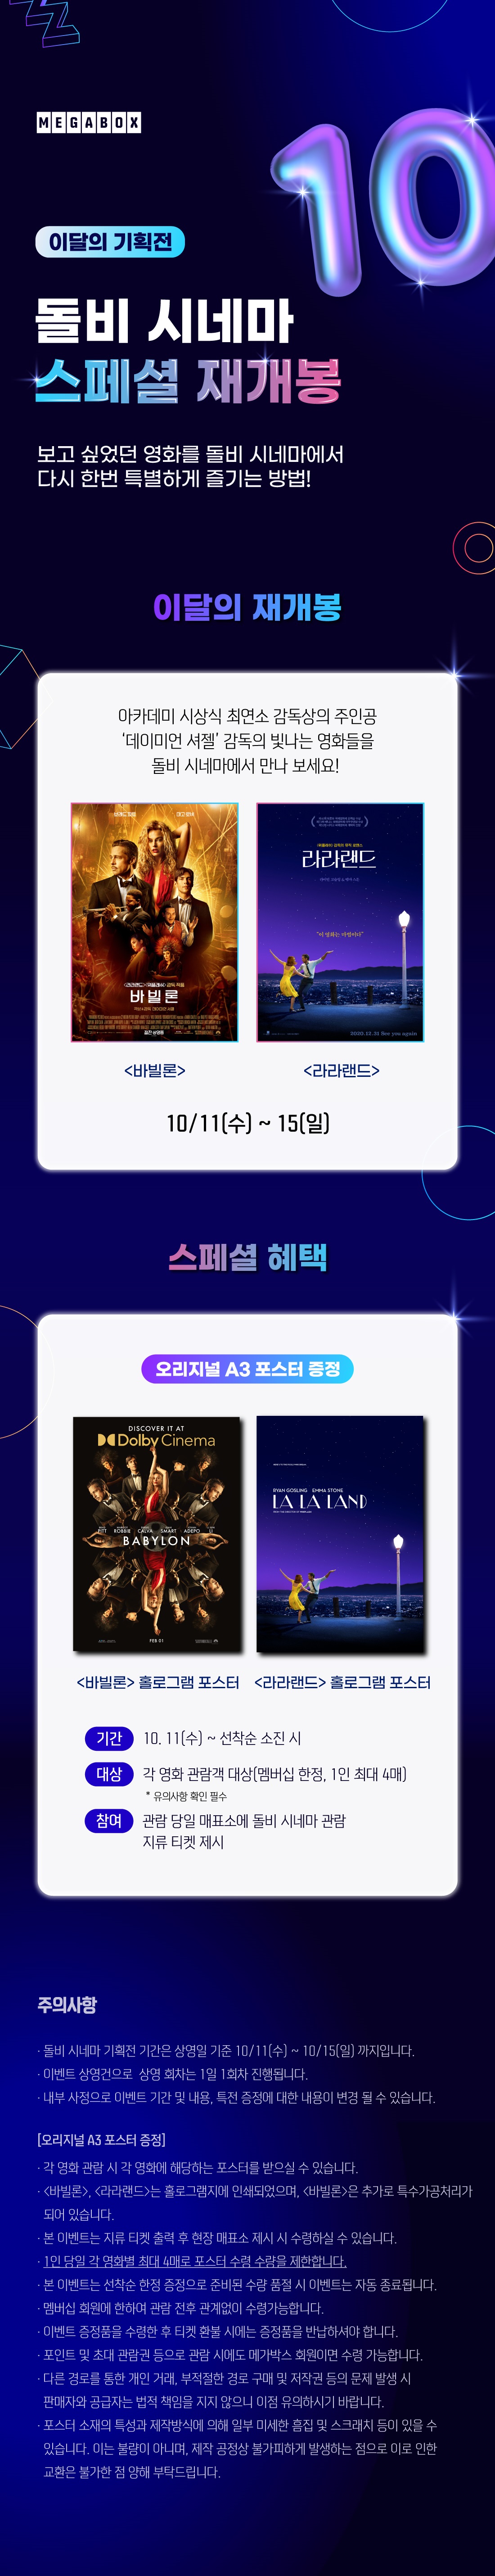 MEGABOX
10
이달의 기획전
돌비 시네마
스페셜 재개봉
보고 싶었던 영화를 돌비 시네마에서
다시 한번 특별하게 즐기는 방법!
이달의 재개봉
아카데미 시상식 최연소 감독상의 주인공
‘데이미언 셔젤’ 감독의 빛나는 영화들을
돌비 시네마에서 만나 보세요!
바빌론
라라랜드
<바빌론>
<라라랜드>
10/11(수) ~ 15(일)
스페셜 혜택
오리지널 A3 포스터 증정
DISCOVER IT AT
Dolby Cinema
PITT ROBBIE CALVA SMART ADEPO LI
BABYLON
FEB 01
RYAN GOSLING EMMA STONE
LA LA LAND
<바빌론> 홀로그램 포스터
<라라랜드> 홀로그램 포스터
기간 10. 11(수) ~ 선착순 소진 시
대상 각 영화 관람객 대상(멤버십 한정, 1인 최대 4매)
* 유의사항 확인 필수
참여 관람 당일 매표소에 돌비 시네마 관람
지류 티켓 제시
주의사항
· 돌비 시네마 기획전 기간은 상영일 기준 10/11(수) ~ 10/15(일) 까지입니다.
· 이벤트 상영건으로 상영 회차는 1일 1회차 진행됩니다.
· 내부 사정으로 이벤트 기간 및 내용, 특전 증정에 대한 내용이 변경 될 수 있습니다.
[오리지널 A3 포스터 증정]
· 각 영화 관람 시 각 영화에 해당하는 포스터를 받으실 수 있습니다.
· <바빌론>, <라라랜드>는 홀로그램지에 인쇄되었으며, <바빌론>은 추가로 특수가공처리가
되어 있습니다.
· 본 이벤트는 지류 티켓 출력 후 현장 매표소 제시 시 수령하실 수 있습니다.
· 1인 당일 각 영화별 최대 4매로 포스터 수령 수량을 제한합니다.
· 본 이벤트는 선착순 한정 증정으로 준비된 수량 품절 시 이벤트는 자동 종료됩니다.
· 멤버십 회원에 한하여 관람 전후 관계없이 수령가능합니다.
· 이벤트 증정품을 수령한 후 티켓 환불 시에는 증정품을 반납하셔야 합니다.
· 포인트 및 초대 관람권 등으로 관람 시에도 메가박스 회원이면 수령 가능합니다.
· 다른 경로를 통한 개인 거래, 부적절한 경로 구매 및 저작권 등의 문제 발생 시
판매자와 공급자는 법적 책임을 지지 않으니 이점 유의하시기 바랍니다.
· 포스터 소재의 특성과 제작방식에 의해 일부 미세한 흠집 및 스크래치 등이 있을 수
있습니다. 이는 불량이 아니며, 제작 공정상 불가피하게 발생하는 점으로 이로 인한
교환은 불가한 점 양해 부탁드립니다.